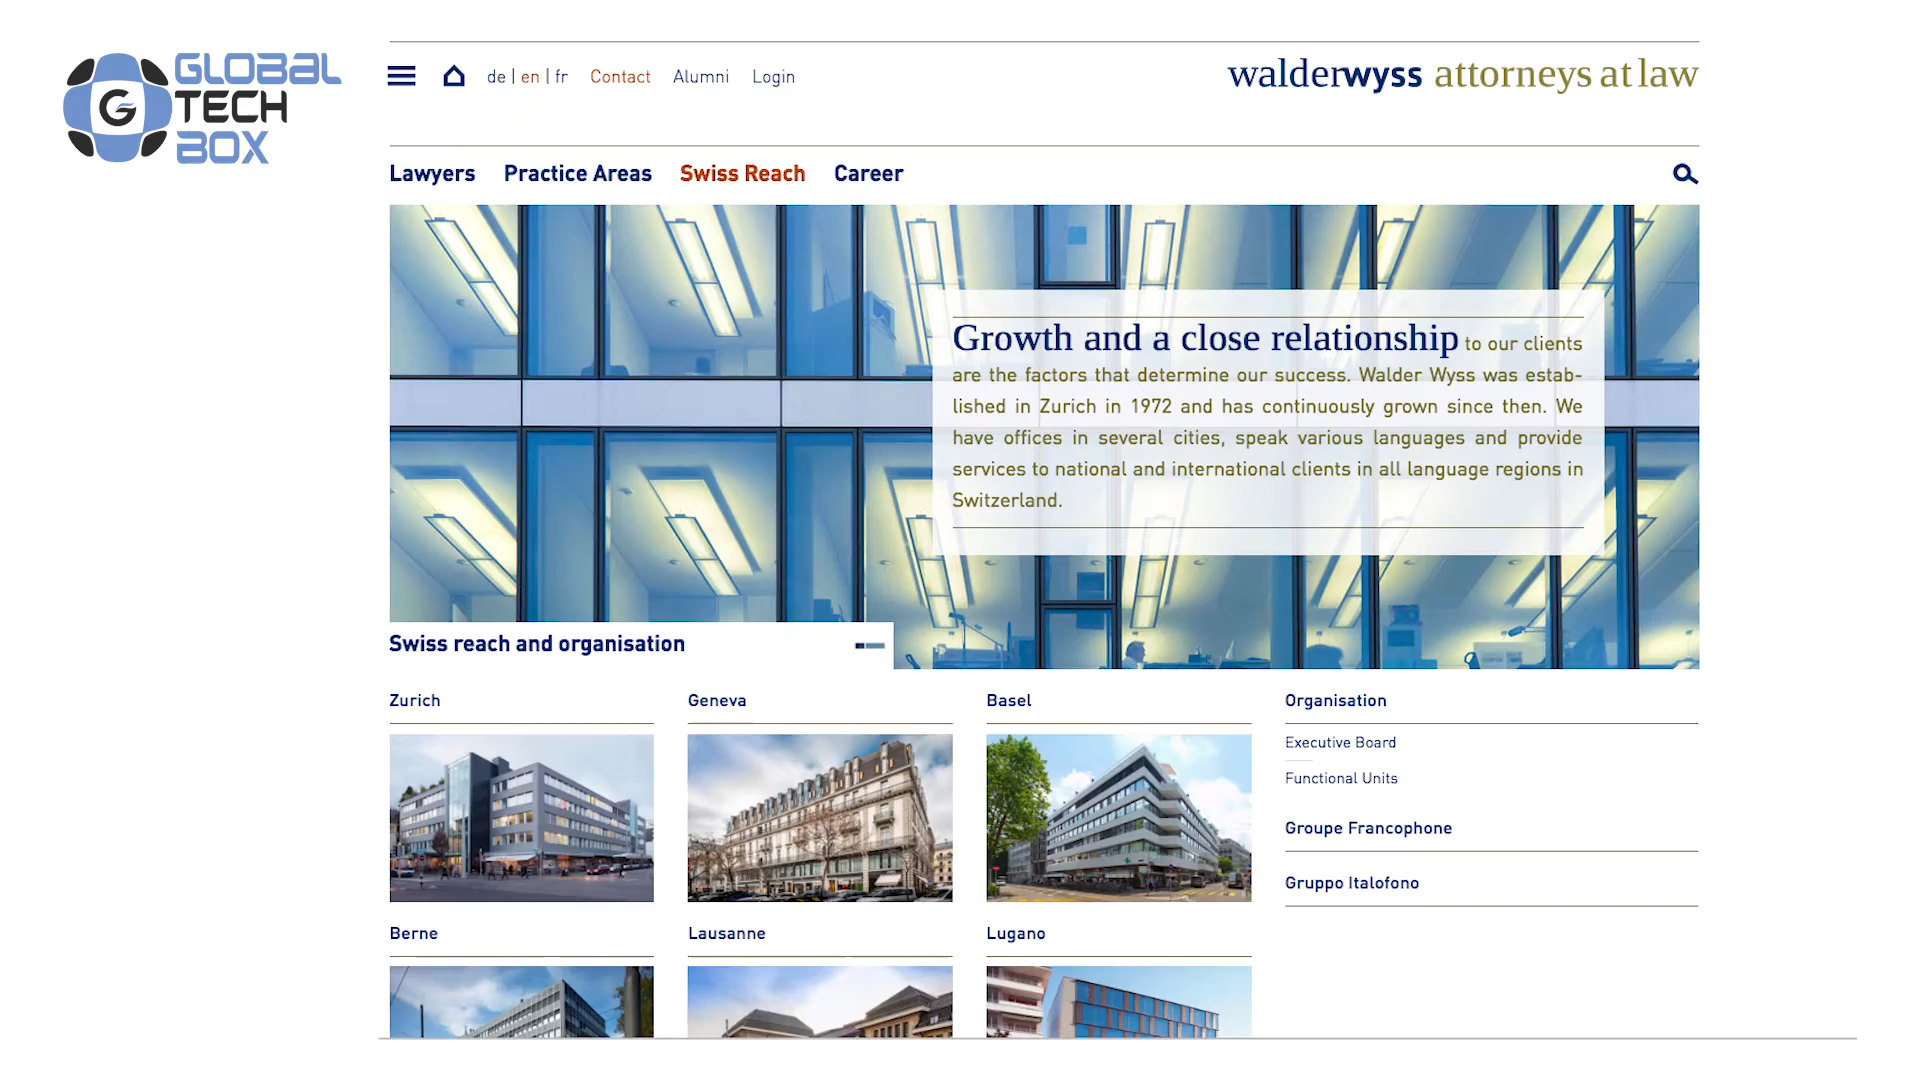 GLOBAL
TECH
BOX
G
de | en | fr Contact Alumni Login
walderwyss attorneys at law
Lawyers Practice Areas Swiss Reach Career
Growth and a close relationship to our clients
are the factors that determine our success. Walder Wyss was estab-
lished in Zurich in 1972 and has continuously grown since then. We
have offices in several cities, speak various languages and provide
services to national and international clients in all language regions in
Switzerland.
Swiss reach and organisation
Zurich
Geneva
Basel
Organisation
Executive Board
Functional Units
Groupe Francophone
Gruppo Italofono
Berne
Lausanne
Lugano